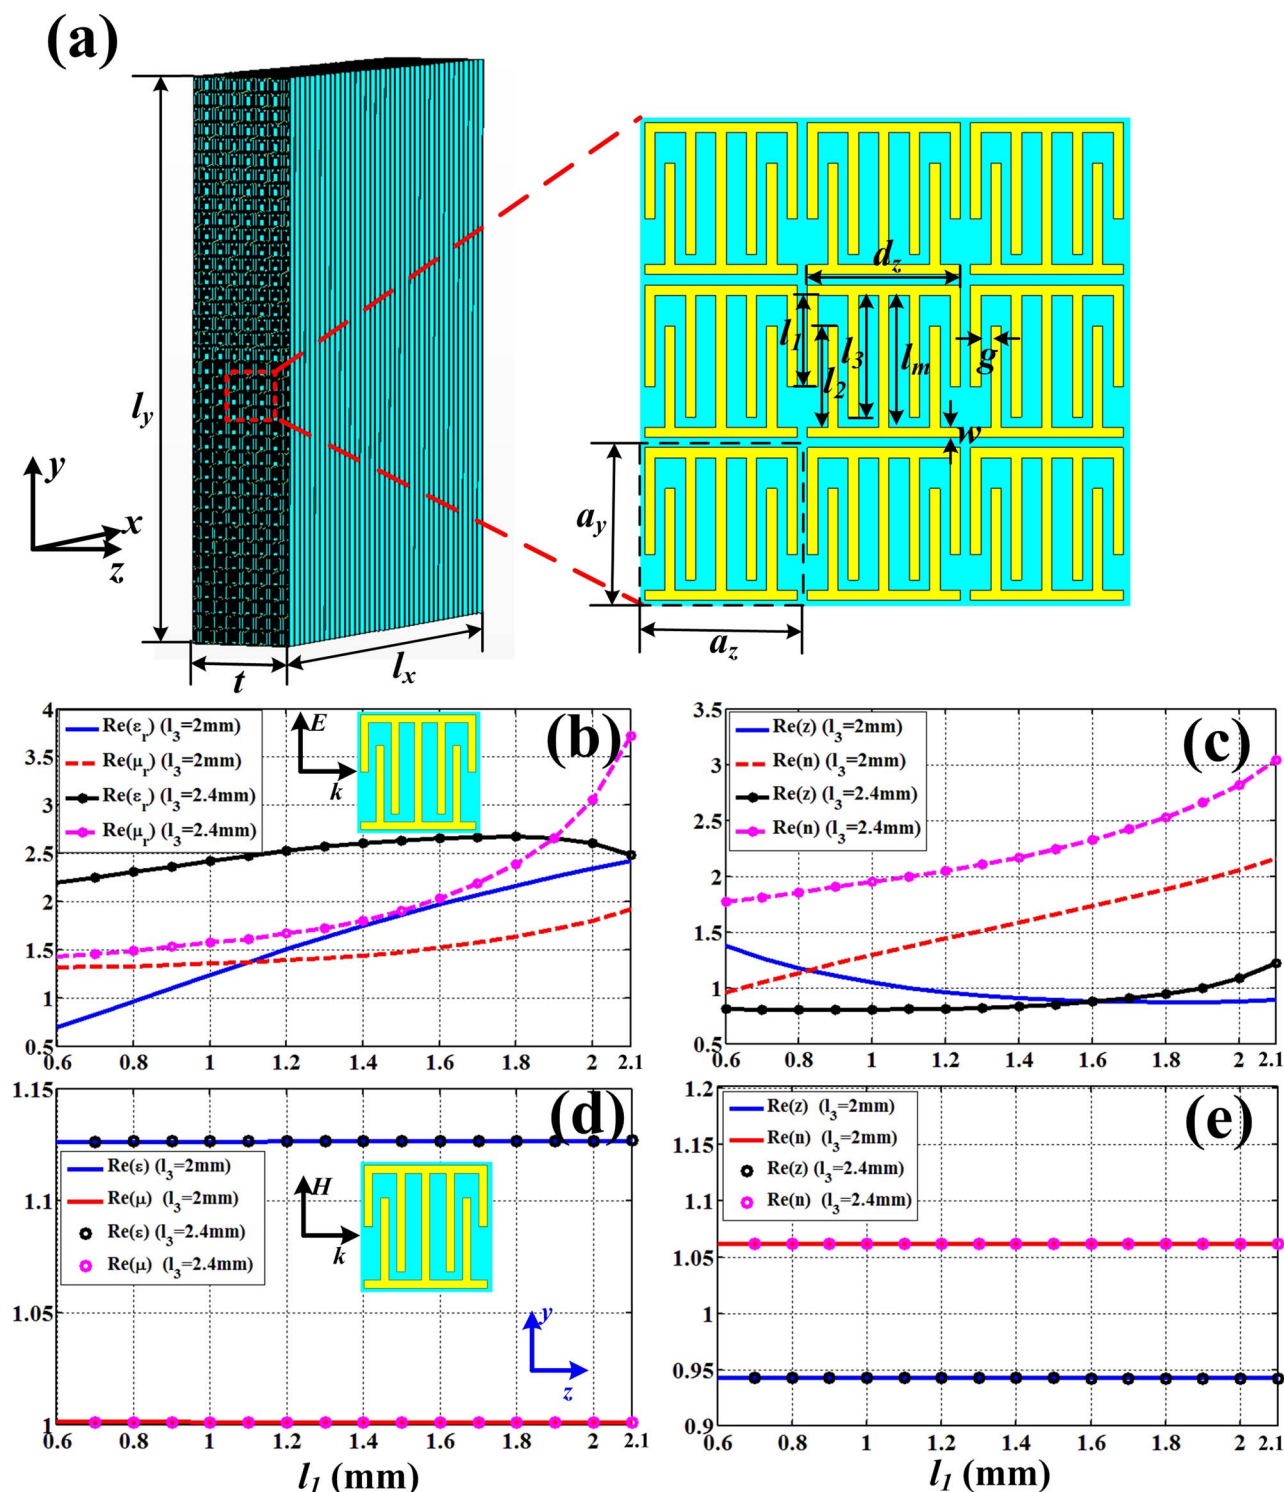 (a)
l_y
y
x
z
t
l_x
d_z
l_1
l_2
l_3
l_m
g
w
a_y
a_z
(b)
Re(ε_r) (l_3=2mm)
Re(μ_r) (l_3=2mm)
Re(ε_r) (l_3=2.4mm)
Re(μ_r) (l_3=2.4mm)
E
k
4
3.5
3
2.5
2
1.5
1
0.5
0.6 0.8 1 1.2 1.4 1.6 1.8 2 2.1
(c)
Re(z) (l_3=2mm)
Re(n) (l_3=2mm)
Re(z) (l_3=2.4mm)
Re(n) (l_3=2.4mm)
3.5
3
2.5
2
1.5
1
0.5
0.6 0.8 1 1.2 1.4 1.6 1.8 2 2.1
(d)
Re(ε) (l_3=2mm)
Re(μ) (l_3=2mm)
Re(ε) (l_3=2.4mm)
Re(μ) (l_3=2.4mm)
H
k
y
z
1.15
1.1
1.05
1
0.6 0.8 1 1.2 1.4 1.6 1.8 2 2.1
l_1 (mm)
(e)
Re(z) (l_3=2mm)
Re(n) (l_3=2mm)
Re(z) (l_3=2.4mm)
Re(n) (l_3=2.4mm)
1.2
1.15
1.1
1.05
1
0.95
0.9
0.6 0.8 1 1.2 1.4 1.6 1.8 2 2.1
l_1 (mm)